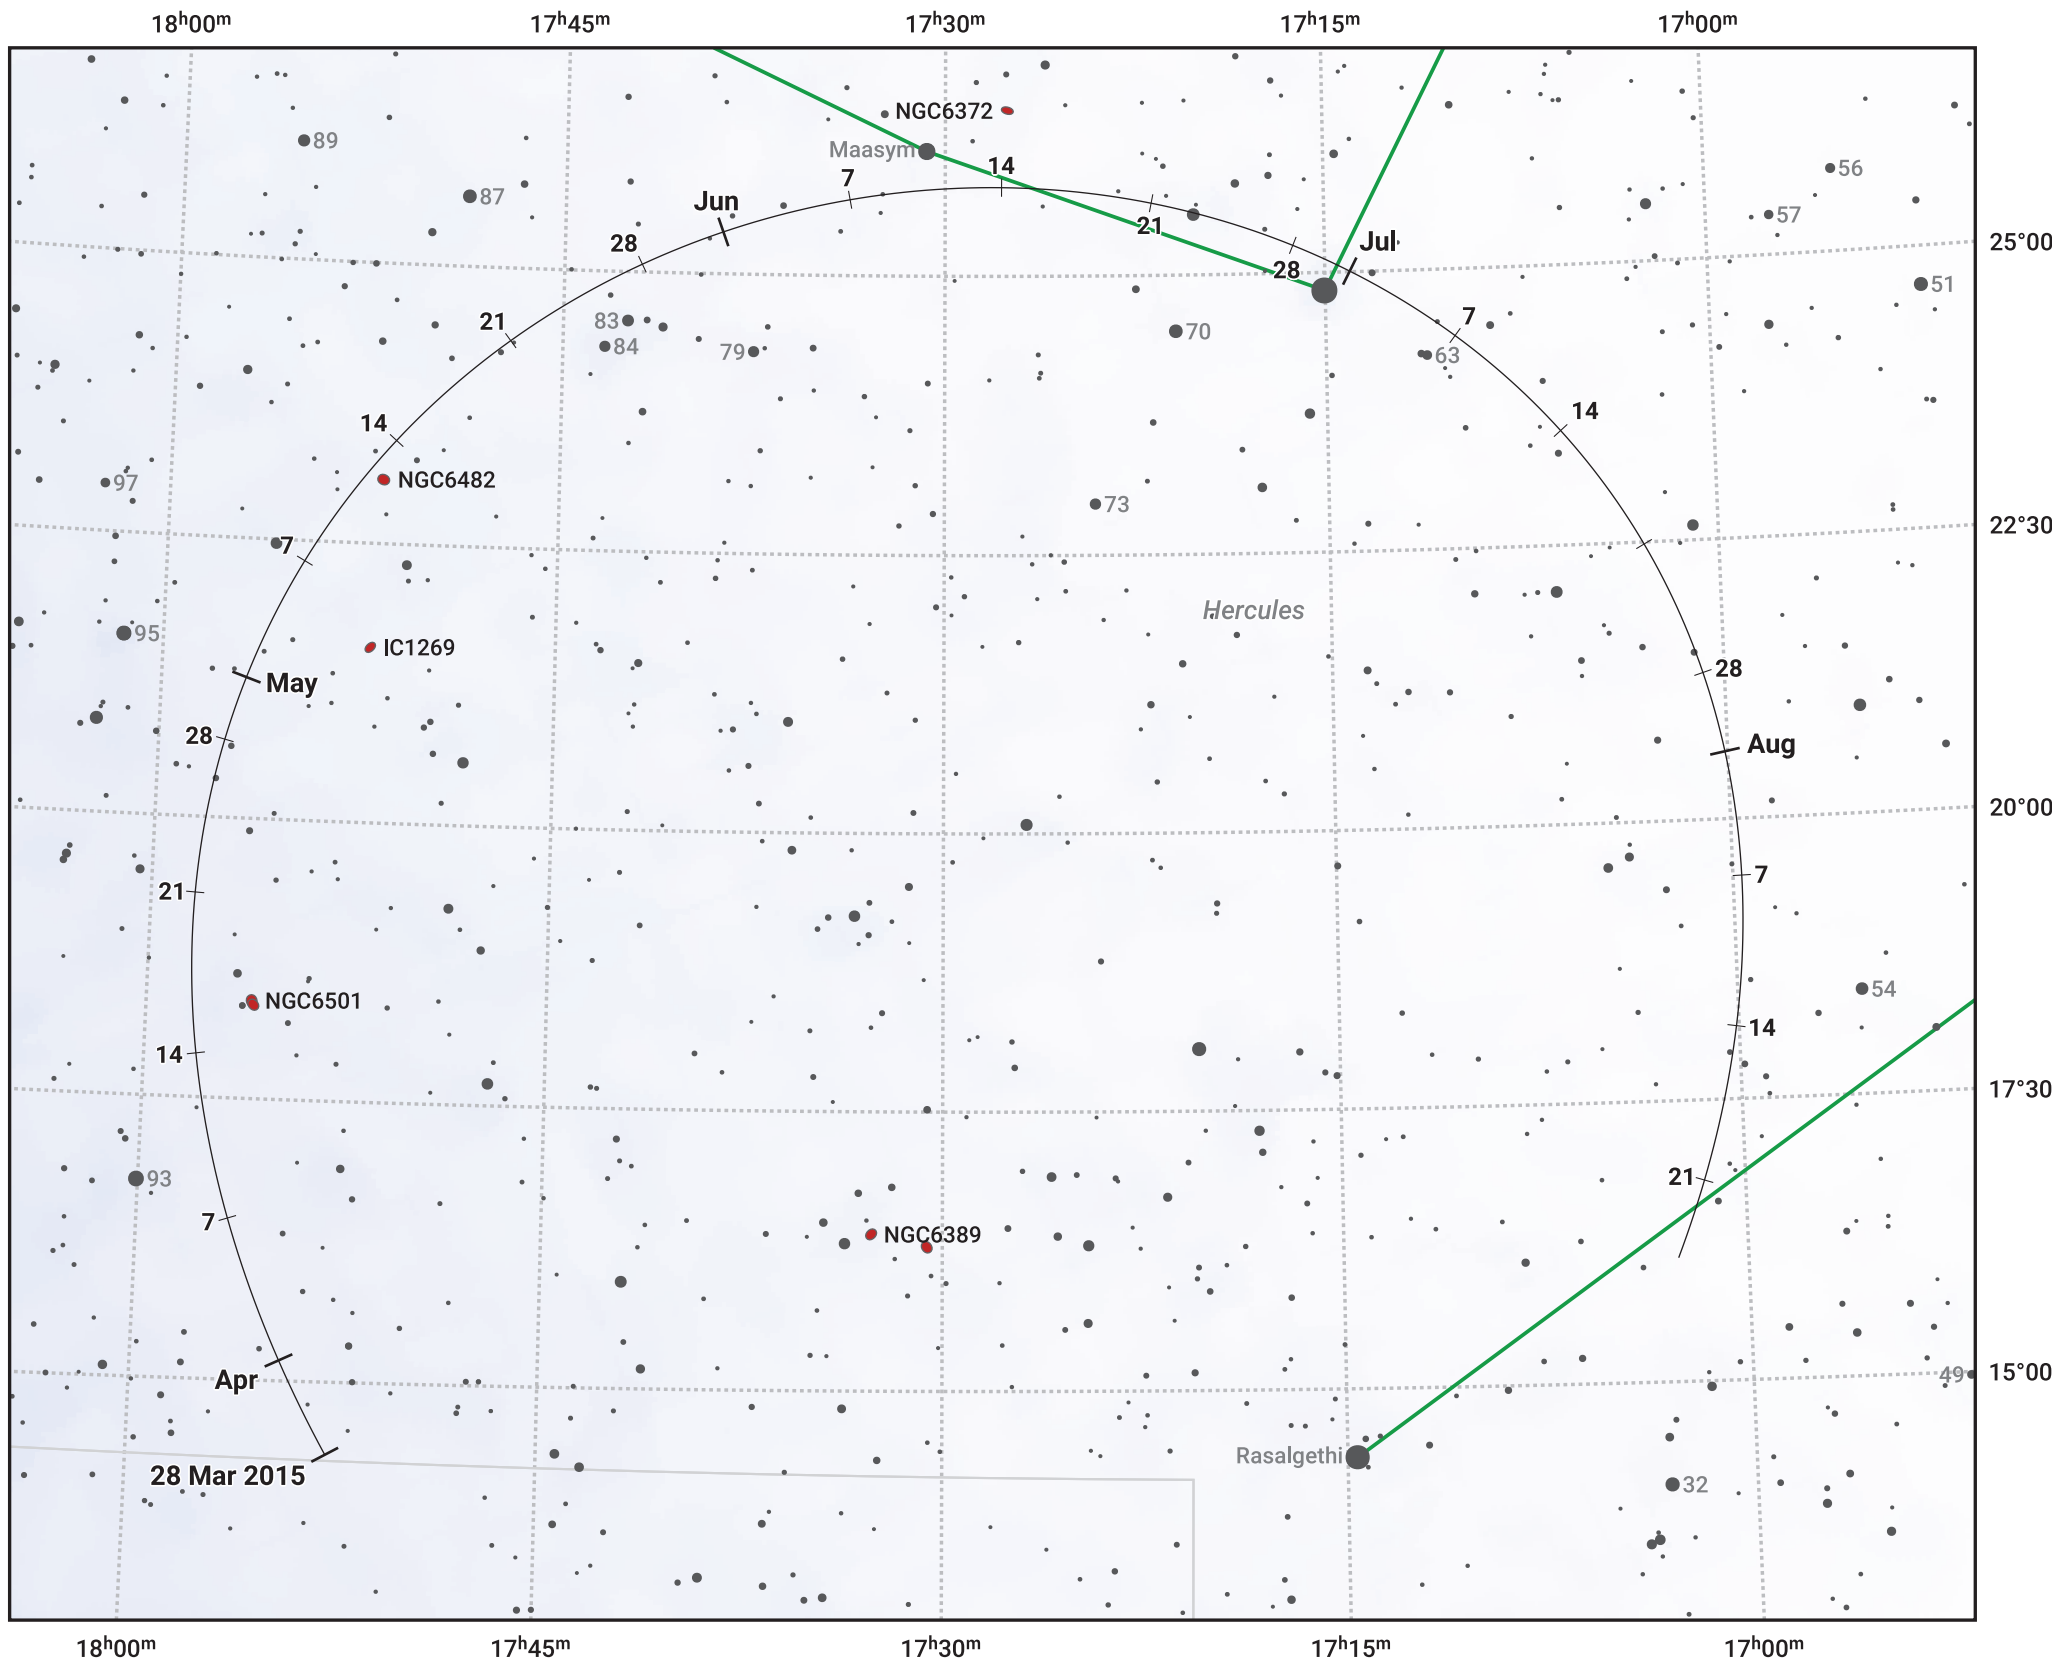 18h00m 17h45m 17h30m 17h15m 17h00m
NGC6372
89
Maasym
14
56
7
87
Jun
57
21
28
Jul
25°00
28
51
21
83
7
70
84
79
63
14
14
NGC6482
97
73
7
22°30
Hercules
95
IC1269
28
May
28
Aug
20°00
7
21
54
NGC6501
14
14
17°30
93
21
7
NGC6389
Apr
15°00
49
Rasalgethi
28 Mar 2015
32
18h00m 17h45m 17h30m 17h15m 17h00m